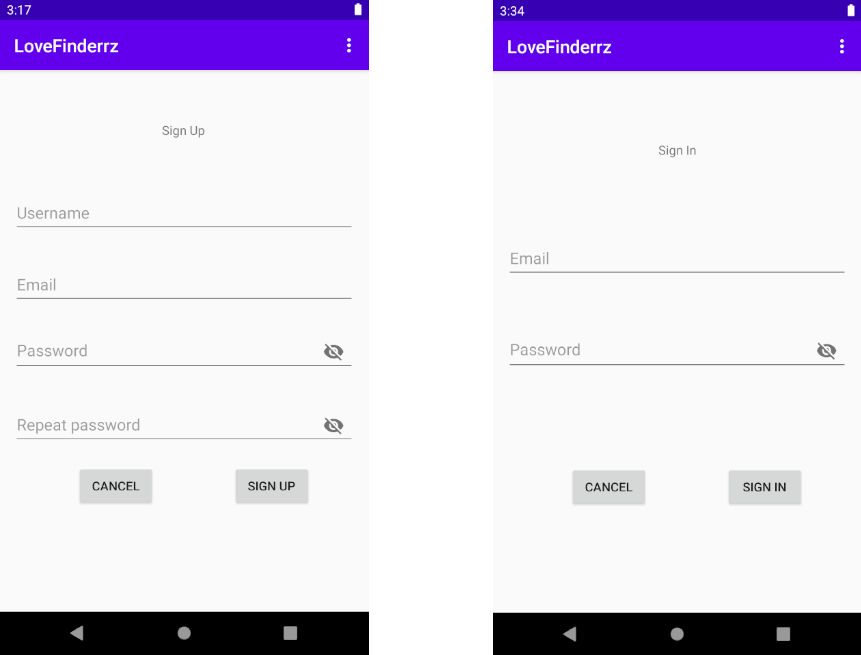 3:17
LoveFinderrz
Sign Up
Username
Email
Password
Repeat password
CANCEL SIGN UP
3:34
LoveFinderrz
Sign In
Email
Password
CANCEL SIGN IN